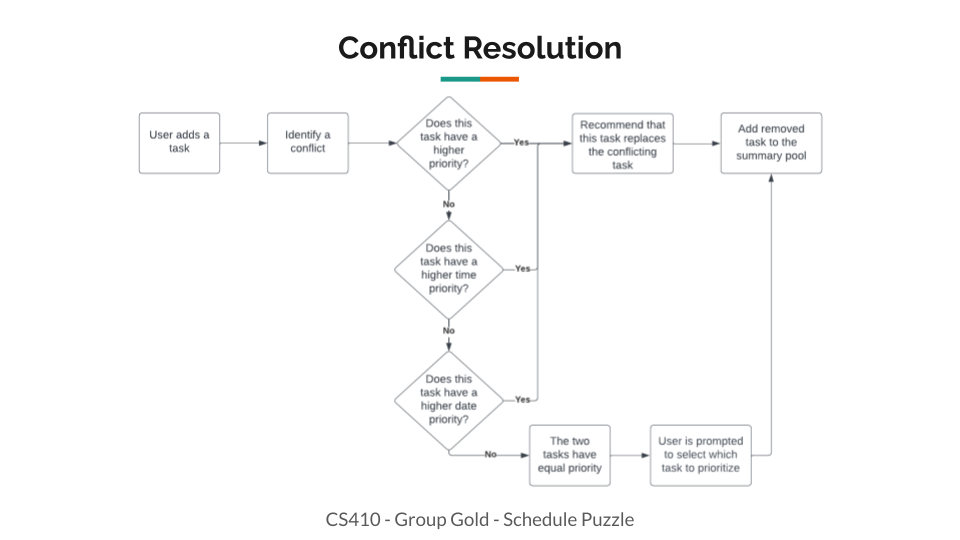 Conflict Resolution
User adds a
task
Identify a
conflict
Does this
task have a
higher
priority?
Yes
Recommend that
this task replaces
the conflicting
task
Add removed
task to the
summary pool
No
Does this
task have a
higher time
priority?
Yes
No
Does this
task have a
higher date
priority?
Yes
No
The two
tasks have
equal priority
User is prompted
to select which
task to prioritize
CS410 - Group Gold - Schedule Puzzle